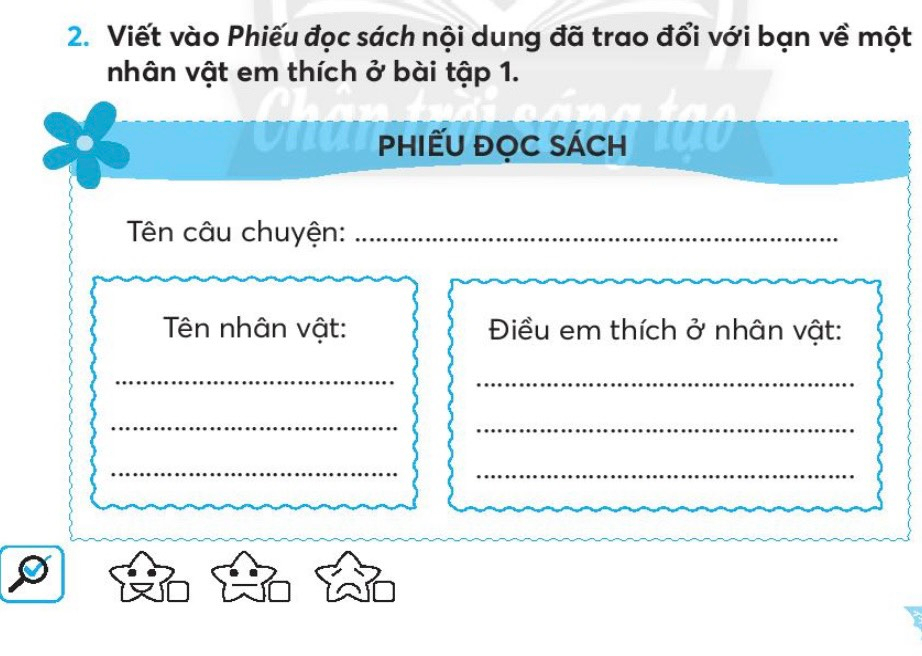 2. Viết vào Phiếu đọc sách nội dung đã trao đổi với bạn về một
nhân vật em thích ở bài tập 1.
Chân trời sáng tạo
PHIẾU ĐỌC SÁCH
Tên câu chuyện: ....................................................................
Tên nhân vật:
........................................
.........................................
.........................................
Điều em thích ở nhân vật:
......................................................
......................................................
......................................................